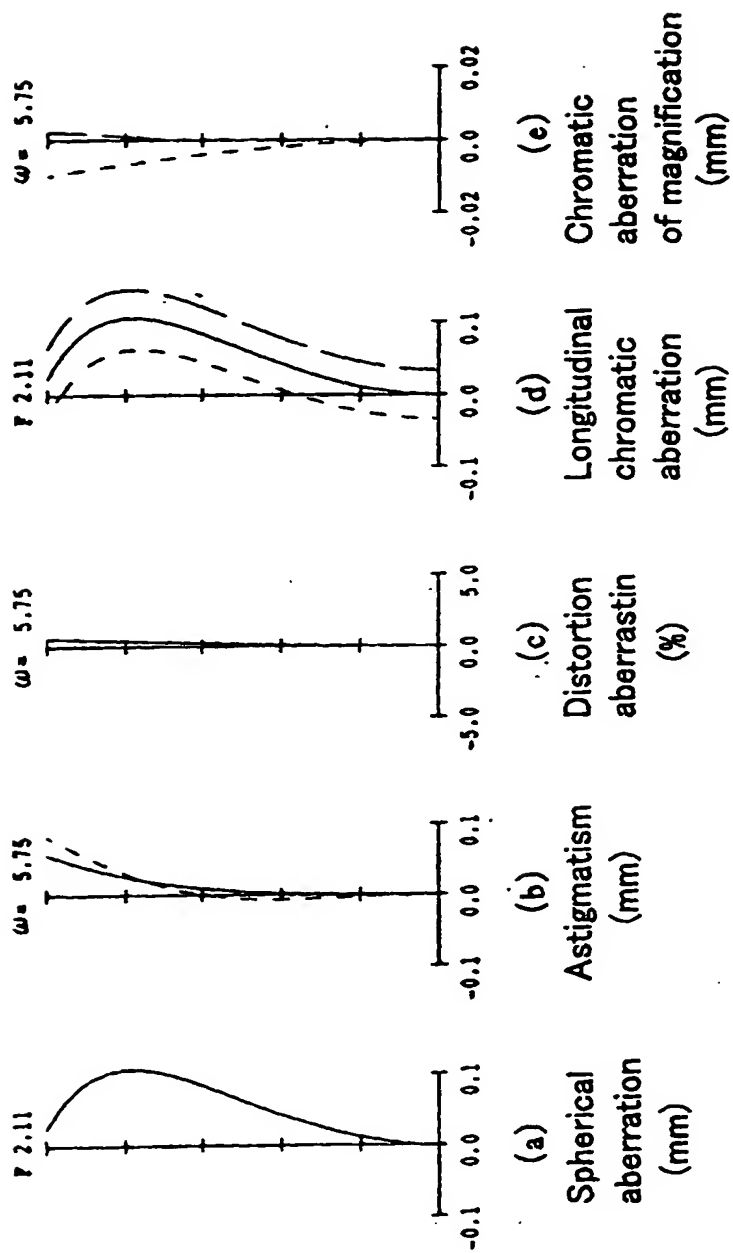 F 2.11
-0.1 0.0 0.1
(a)
Spherical
aberration
(mm)
ω= 5.75
-0.1 0.0 0.1
(b)
Astigmatism
(mm)
ω= 5.75
-5.0 0.0 5.0
(c)
Distortion
aberrastin
(%)
F 2.11
-0.1 0.0 0.1
(d)
Longitudinal
chromatic
aberration
(mm)
ω= 5.75
-0.02 0.0 0.02
(e)
Chromatic
aberration
of magnification
(mm)